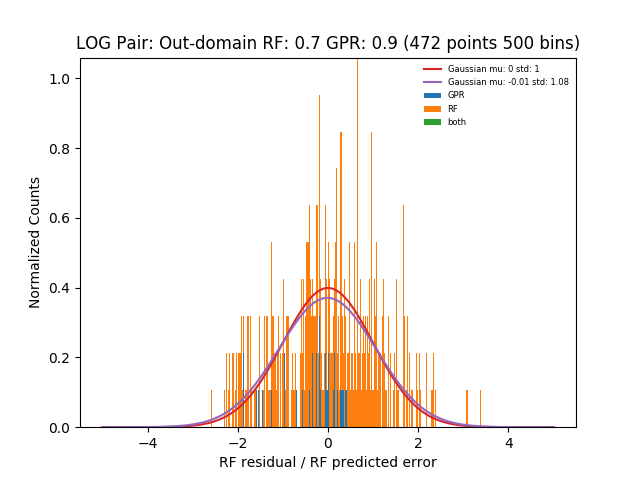 LOG Pair: Out-domain RF: 0.7 GPR: 0.9 (472 points 500 bins)
Gaussian mu: 0 std: 1
Gaussian mu: -0.01 std: 1.08
GPR
RF
both
Normalized Counts
1.0
0.8
0.6
0.4
0.2
0.0
−4
−2
0
2
4
RF residual / RF predicted error